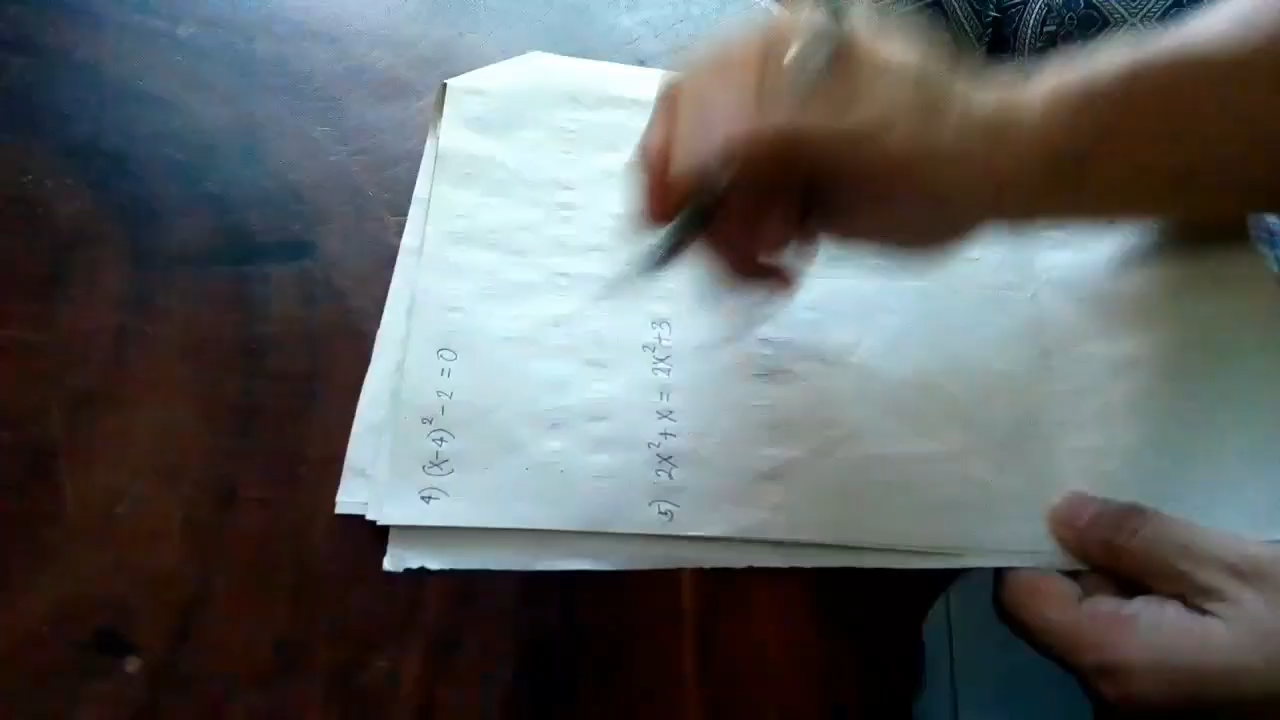 4) (x-4)² - 2 = 0
5) 2x² + x = 2x² + 3